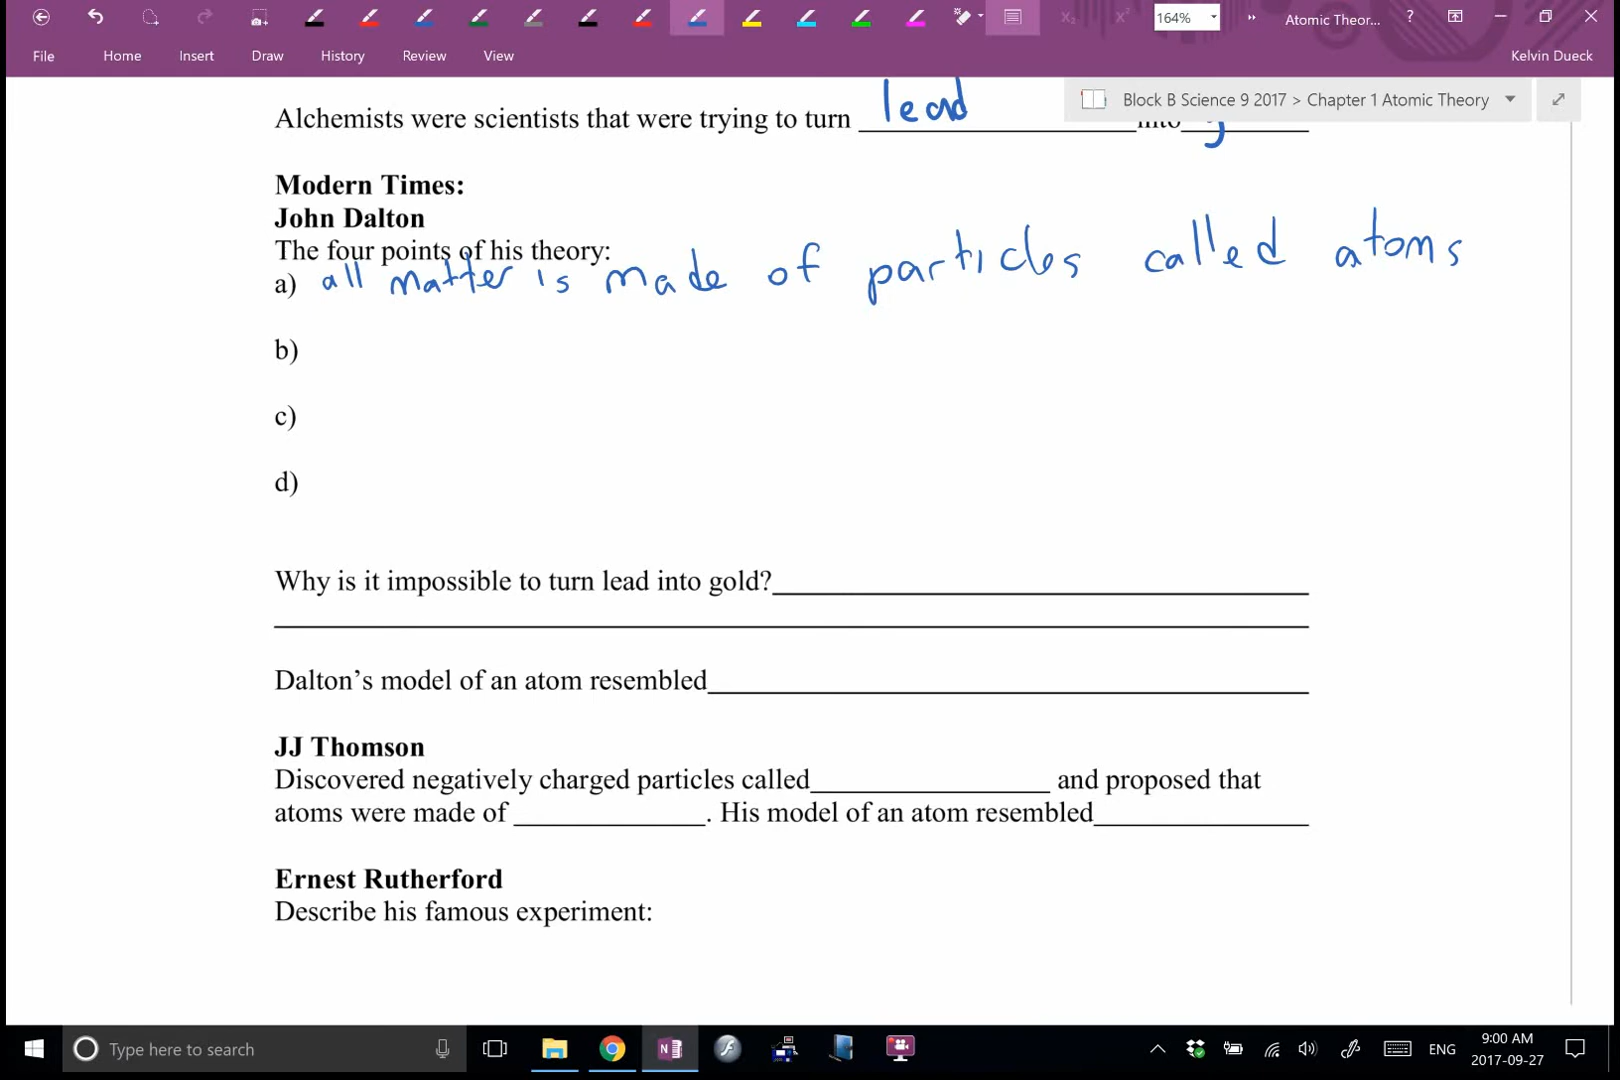 164% Atomic Theor... ?
File Home Insert Draw History Review View Kelvin Dueck
Block B Science 9 2017 > Chapter 1 Atomic Theory
Alchemists were scientists that were trying to turn lead into
Modern Times:
John Dalton
The four points of his theory:
a) all matter is made of particles called atoms
b)
c)
d)
Why is it impossible to turn lead into gold?
Dalton’s model of an atom resembled
JJ Thomson
Discovered negatively charged particles called and proposed that
atoms were made of . His model of an atom resembled
Ernest Rutherford
Describe his famous experiment:
Type here to search ENG 9:00 AM
2017-09-27